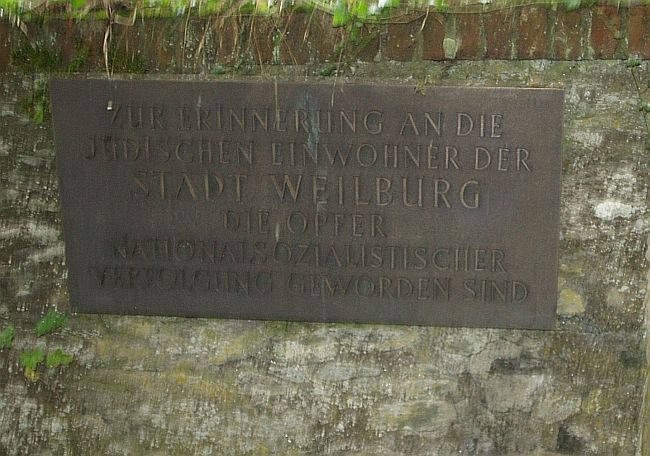 ZUR ERINNERUNG AN DIE
JÜDISCHEN EINWOHNER DER
STADT WEILBURG
DIE OPFER
NATIONALSOZIALISTISCHER
VERFOLGUNG GEWORDEN SIND